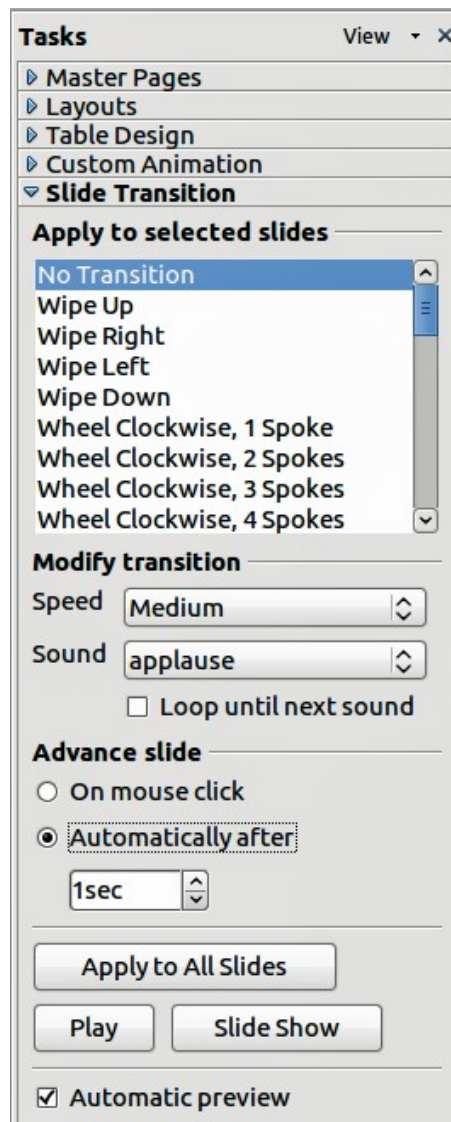 Tasks View
Master Pages
Layouts
Table Design
Custom Animation
Slide Transition
Apply to selected slides
No Transition
Wipe Up
Wipe Right
Wipe Left
Wipe Down
Wheel Clockwise, 1 Spoke
Wheel Clockwise, 2 Spokes
Wheel Clockwise, 3 Spokes
Wheel Clockwise, 4 Spokes
Modify transition
Speed Medium
Sound applause
Loop until next sound
Advance slide
On mouse click
Automatically after
1sec
Apply to All Slides
Play Slide Show
Automatic preview